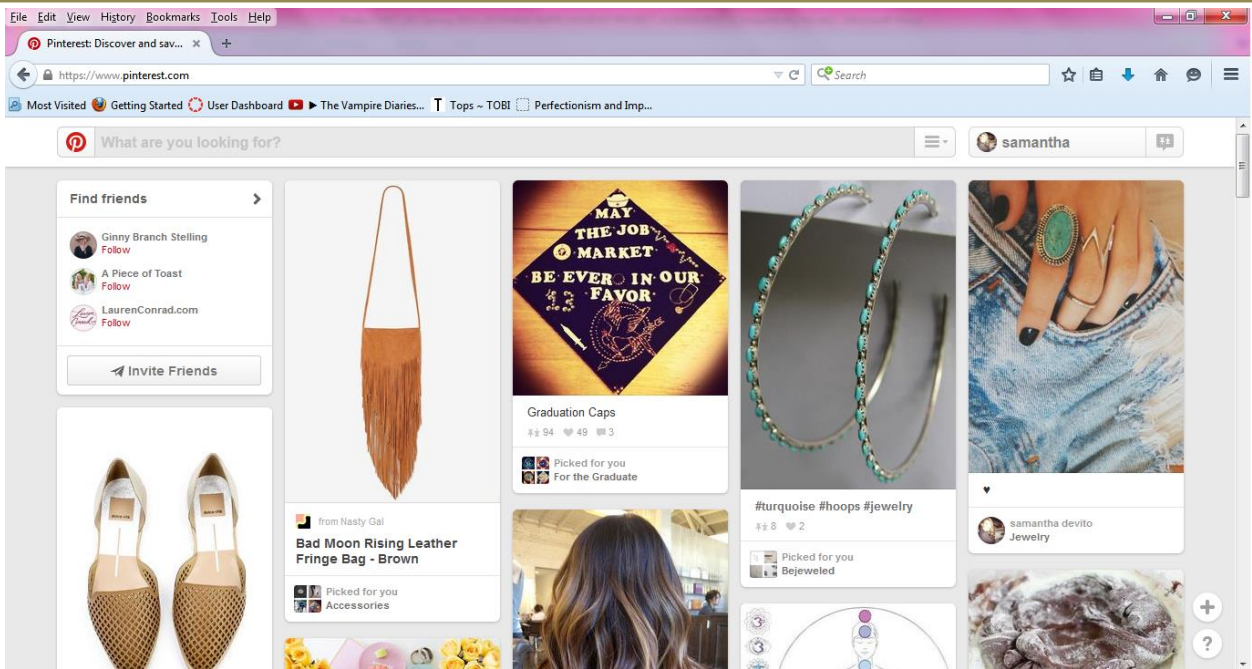 File Edit View History Bookmarks Tools Help
Pinterest: Discover and sav...
https://www.pinterest.com
Search
Most Visited Getting Started User Dashboard ► The Vampire Diaries... T Tops ~ TOBI Perfectionism and Imp...
What are you looking for?
samantha
Find friends
Ginny Branch Stelling
Follow
A Piece of Toast
Follow
LaurenConrad.com
Follow
Invite Friends
from Nasty Gal
Bad Moon Rising Leather
Fringe Bag - Brown
Picked for you
Accessories
MAY
THE JOB
MARKET
BE EVER IN OUR
FAVOR
Graduation Caps
94 49 3
Picked for you
For the Graduate
#turquoise #hoops #jewelry
8 2
Picked for you
Bejeweled
♥
samantha devito
Jewelry
+
?